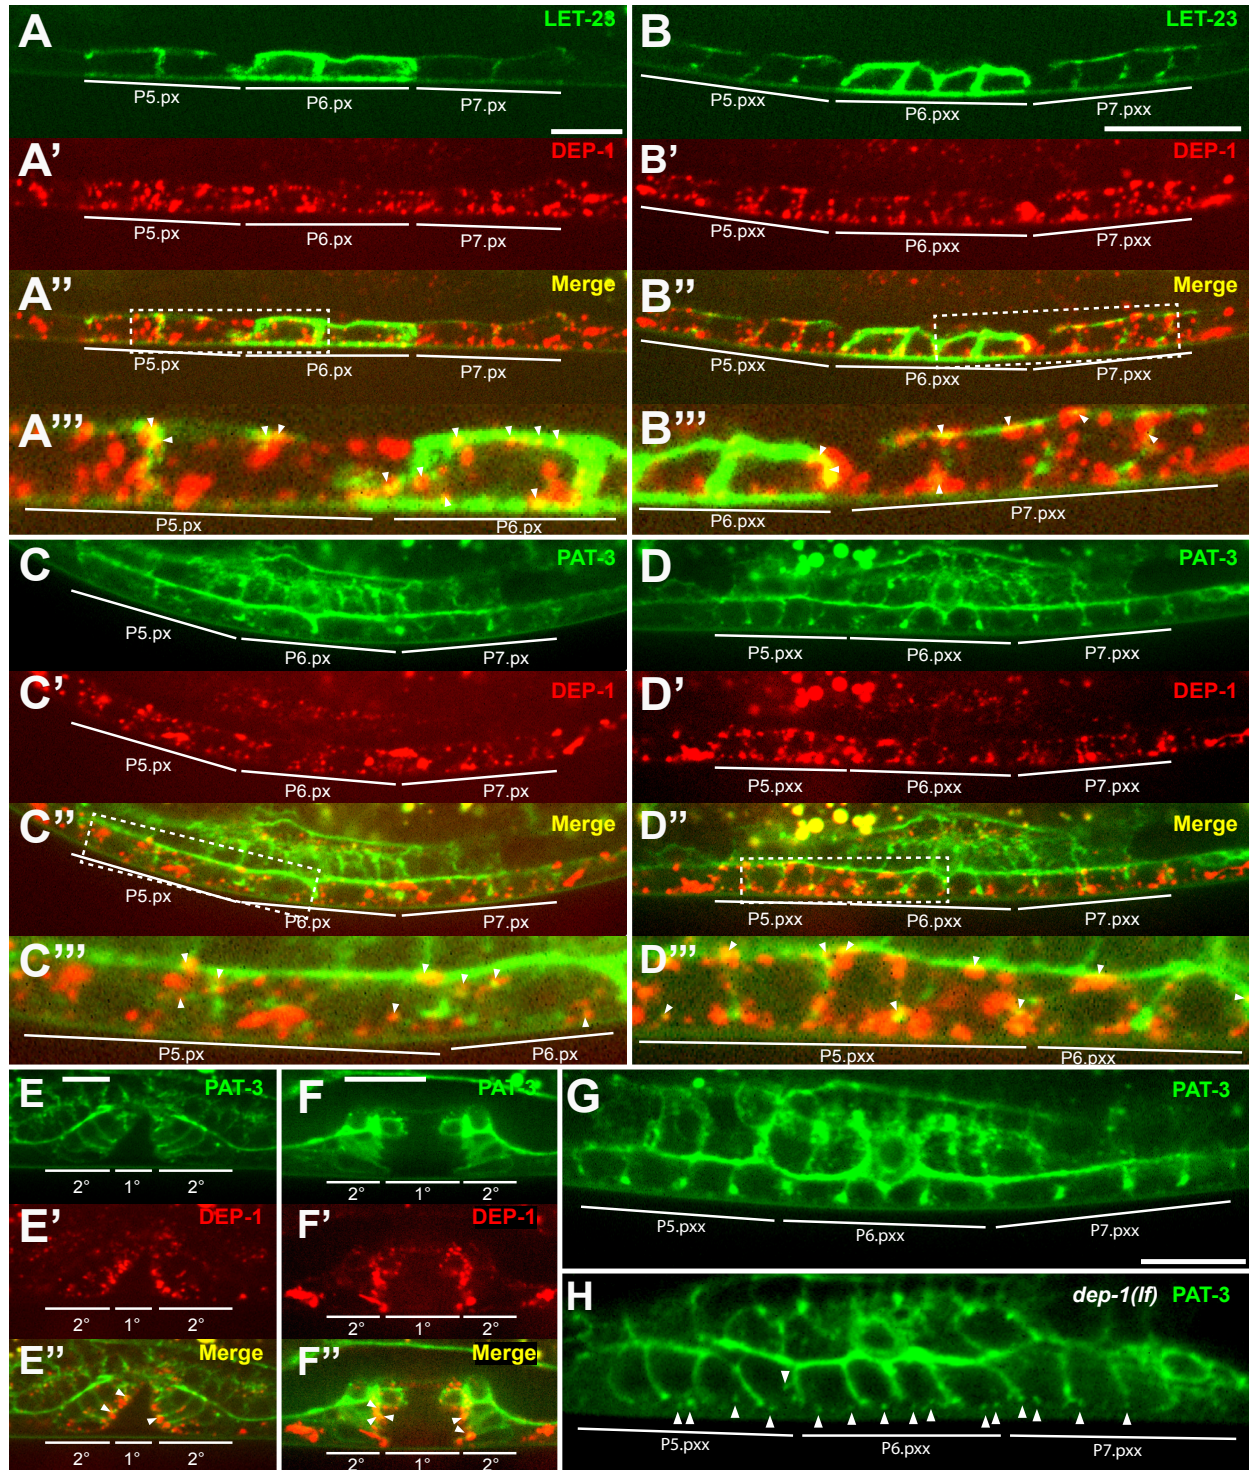 A LET-23
P5.px P6.px P7.px
B LET-23
P5.pxx P6.pxx P7.pxx
A' DEP-1
P5.px P6.px P7.px
B' DEP-1
P5.pxx P6.pxx P7.pxx
A'' Merge
P5.px P6.px P7.px
B'' Merge
P5.pxx P6.pxx P7.pxx
A'''
P5.px P6.px
B'''
P6.pxx P7.pxx
C PAT-3
P5.px P6.px P7.px
D PAT-3
P5.pxx P6.pxx P7.pxx
C' DEP-1
P5.px P6.px P7.px
D' DEP-1
P5.pxx P6.pxx P7.pxx
C'' Merge
P5.px P6.px P7.px
D'' Merge
P5.pxx P6.pxx P7.pxx
C'''
P5.px P6.px
D'''
P5.pxx P6.pxx
E PAT-3
2° 1° 2°
F PAT-3
2° 1° 2°
G PAT-3
P5.pxx P6.pxx P7.pxx
E' DEP-1
2° 1° 2°
F' DEP-1
2° 1° 2°
E'' Merge
2° 1° 2°
F'' Merge
2° 1° 2°
H dep-1(lf) PAT-3
P5.pxx P6.pxx P7.pxx